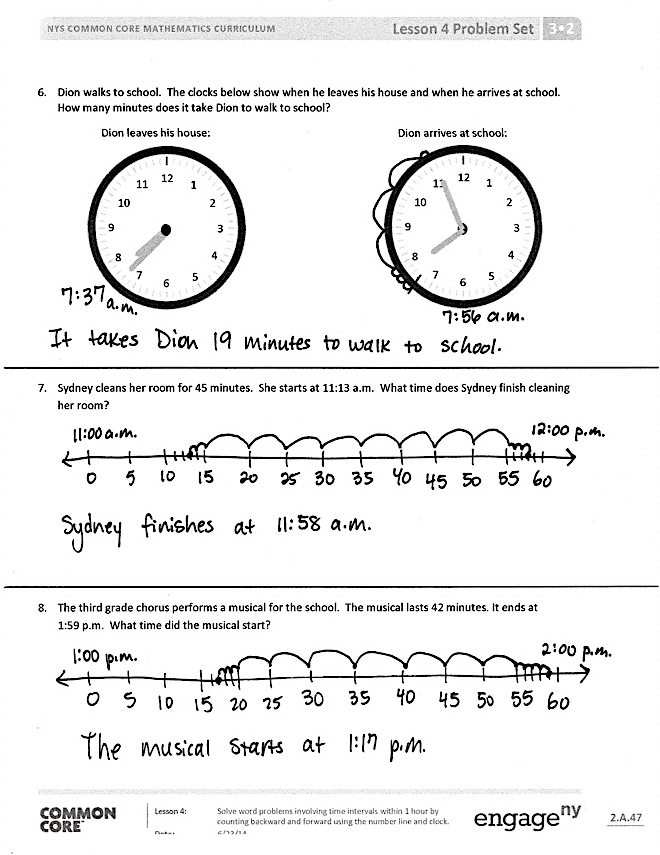 NYS COMMON CORE MATHEMATICS CURRICULUM Lesson 4 Problem Set 3•2
6. Dion walks to school. The clocks below show when he leaves his house and when he arrives at school.
How many minutes does it take Dion to walk to school?
Dion leaves his house: Dion arrives at school:
11 12 1 11 12 1
10 2 10 2
9 3 9 3
8 4 8 4
7 6 5 7 6 5
7:37 a.m. 7:56 a.m.
It takes Dion 19 minutes to walk to school.
7. Sydney cleans her room for 45 minutes. She starts at 11:13 a.m. What time does Sydney finish cleaning
her room?
11:00 a.m. 12:00 p.m.
0 5 10 15 20 25 30 35 40 45 50 55 60
Sydney finishes at 11:58 a.m.
8. The third grade chorus performs a musical for the school. The musical lasts 42 minutes. It ends at
1:59 p.m. What time did the musical start?
1:00 p.m. 2:00 p.m.
0 5 10 15 20 25 30 35 40 45 50 55 60
The musical starts at 1:17 p.m.
COMMON CORE Lesson 4: Solve word problems involving time intervals within 1 hour by
counting backward and forward using the number line and clock.
engageny 2.A.47